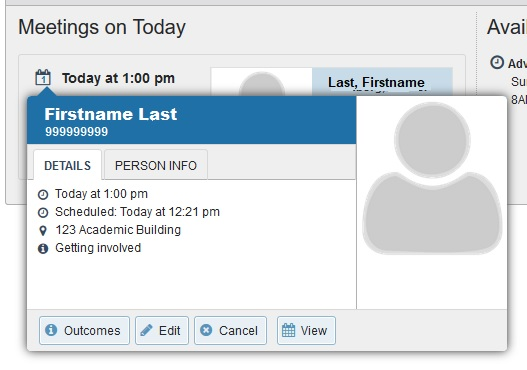 Meetings on Today
Avai
1
Today at 1:00 pm
Last, Firstname
Adv
Su
8A
Firstname Last
999999999
DETAILS
PERSON INFO
Today at 1:00 pm
Scheduled: Today at 12:21 pm
123 Academic Building
Getting involved
Outcomes
Edit
Cancel
View